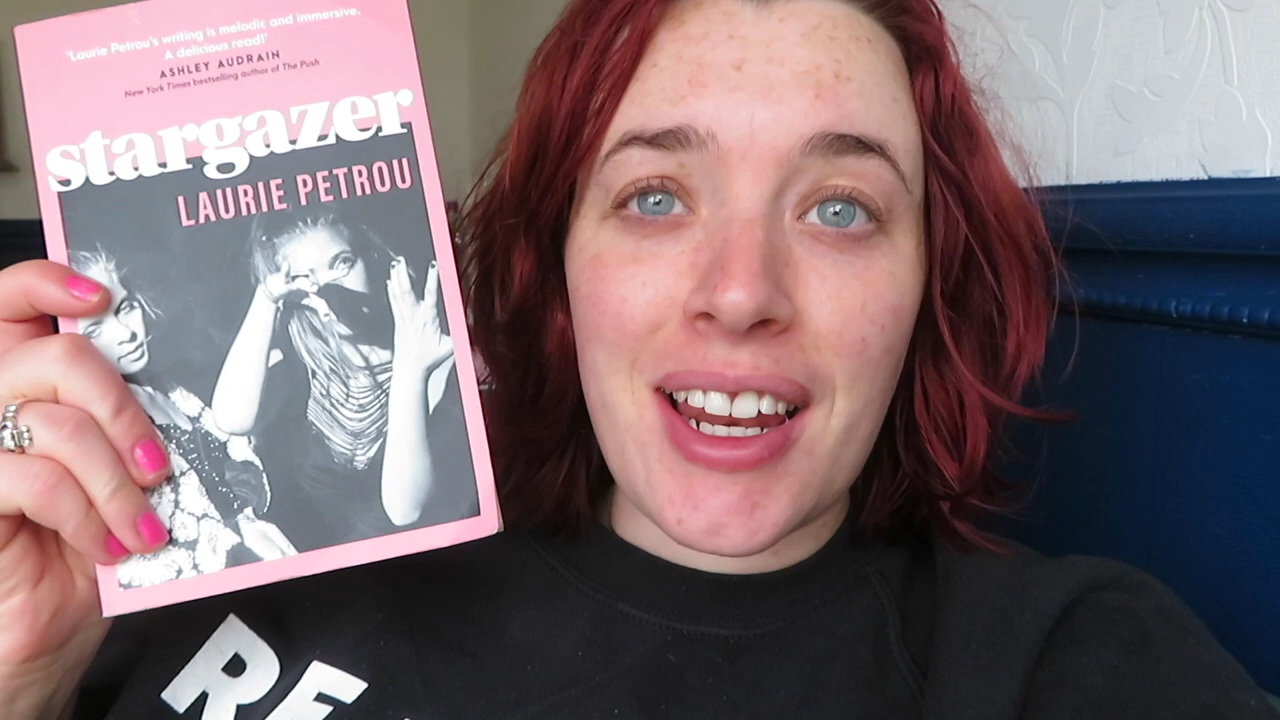 'Laurie Petrou's writing is melodic and immersive.
A delicious read!'
ASHLEY AUDRAIN
New York Times bestselling author of The Push
stargazer
LAURIE PETROU
RE